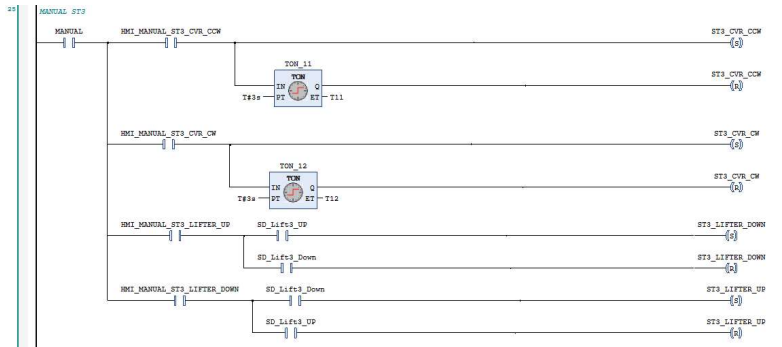 25
MANUAL ST3
MANUAL HMI_MANUAL_ST3_CVR_CCW ST3_CVR_CCW
(S)
TON_11
TON ST3_CVR_CCW
IN Q (R)
T#3s PT ET T11
HMI_MANUAL_ST3_CVR_CW ST3_CVR_CW
(S)
TON_12
TON ST3_CVR_CW
IN Q (R)
T#3s PT ET T12
HMI_MANUAL_ST3_LIFTER_UP SD_Lift3_UP ST3_LIFTER_DOWN
(S)
SD_Lift3_Down ST3_LIFTER_DOWN
(R)
HMI_MANUAL_ST3_LIFTER_DOWN SD_Lift3_Down ST3_LIFTER_UP
(S)
SD_Lift3_UP ST3_LIFTER_UP
(R)